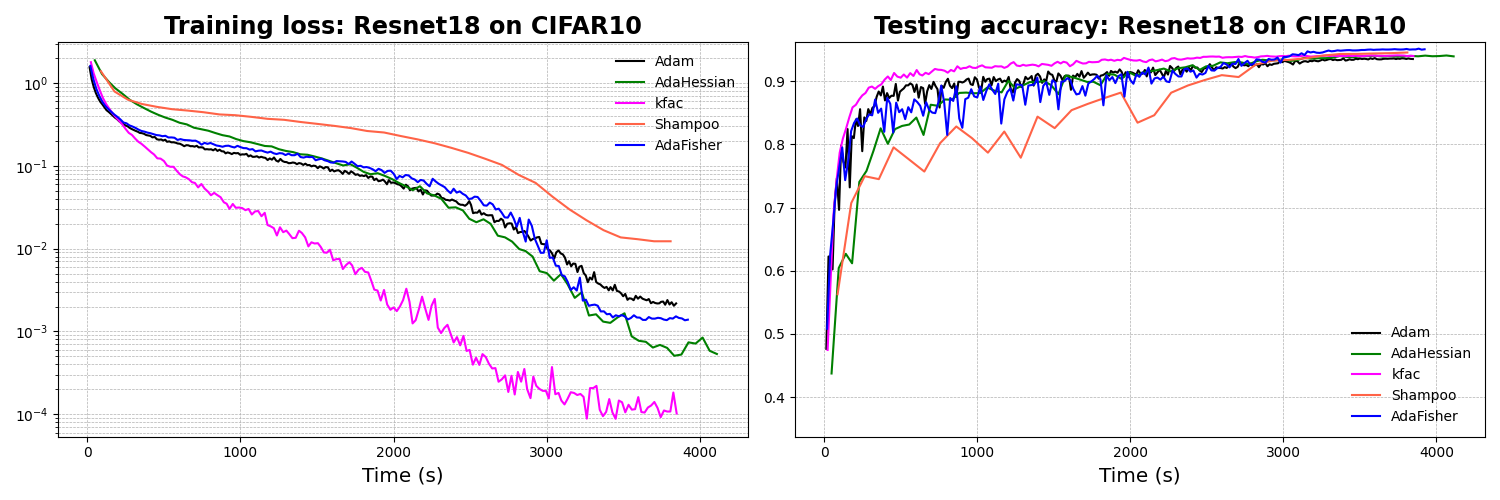 Training loss: Resnet18 on CIFAR10
10⁰
10⁻¹
10⁻²
10⁻³
10⁻⁴
Adam
AdaHessian
kfac
Shampoo
AdaFisher
0 1000 2000 3000 4000
Time (s)
Testing accuracy: Resnet18 on CIFAR10
0.9
0.8
0.7
0.6
0.5
0.4
Adam
AdaHessian
kfac
Shampoo
AdaFisher
0 1000 2000 3000 4000
Time (s)